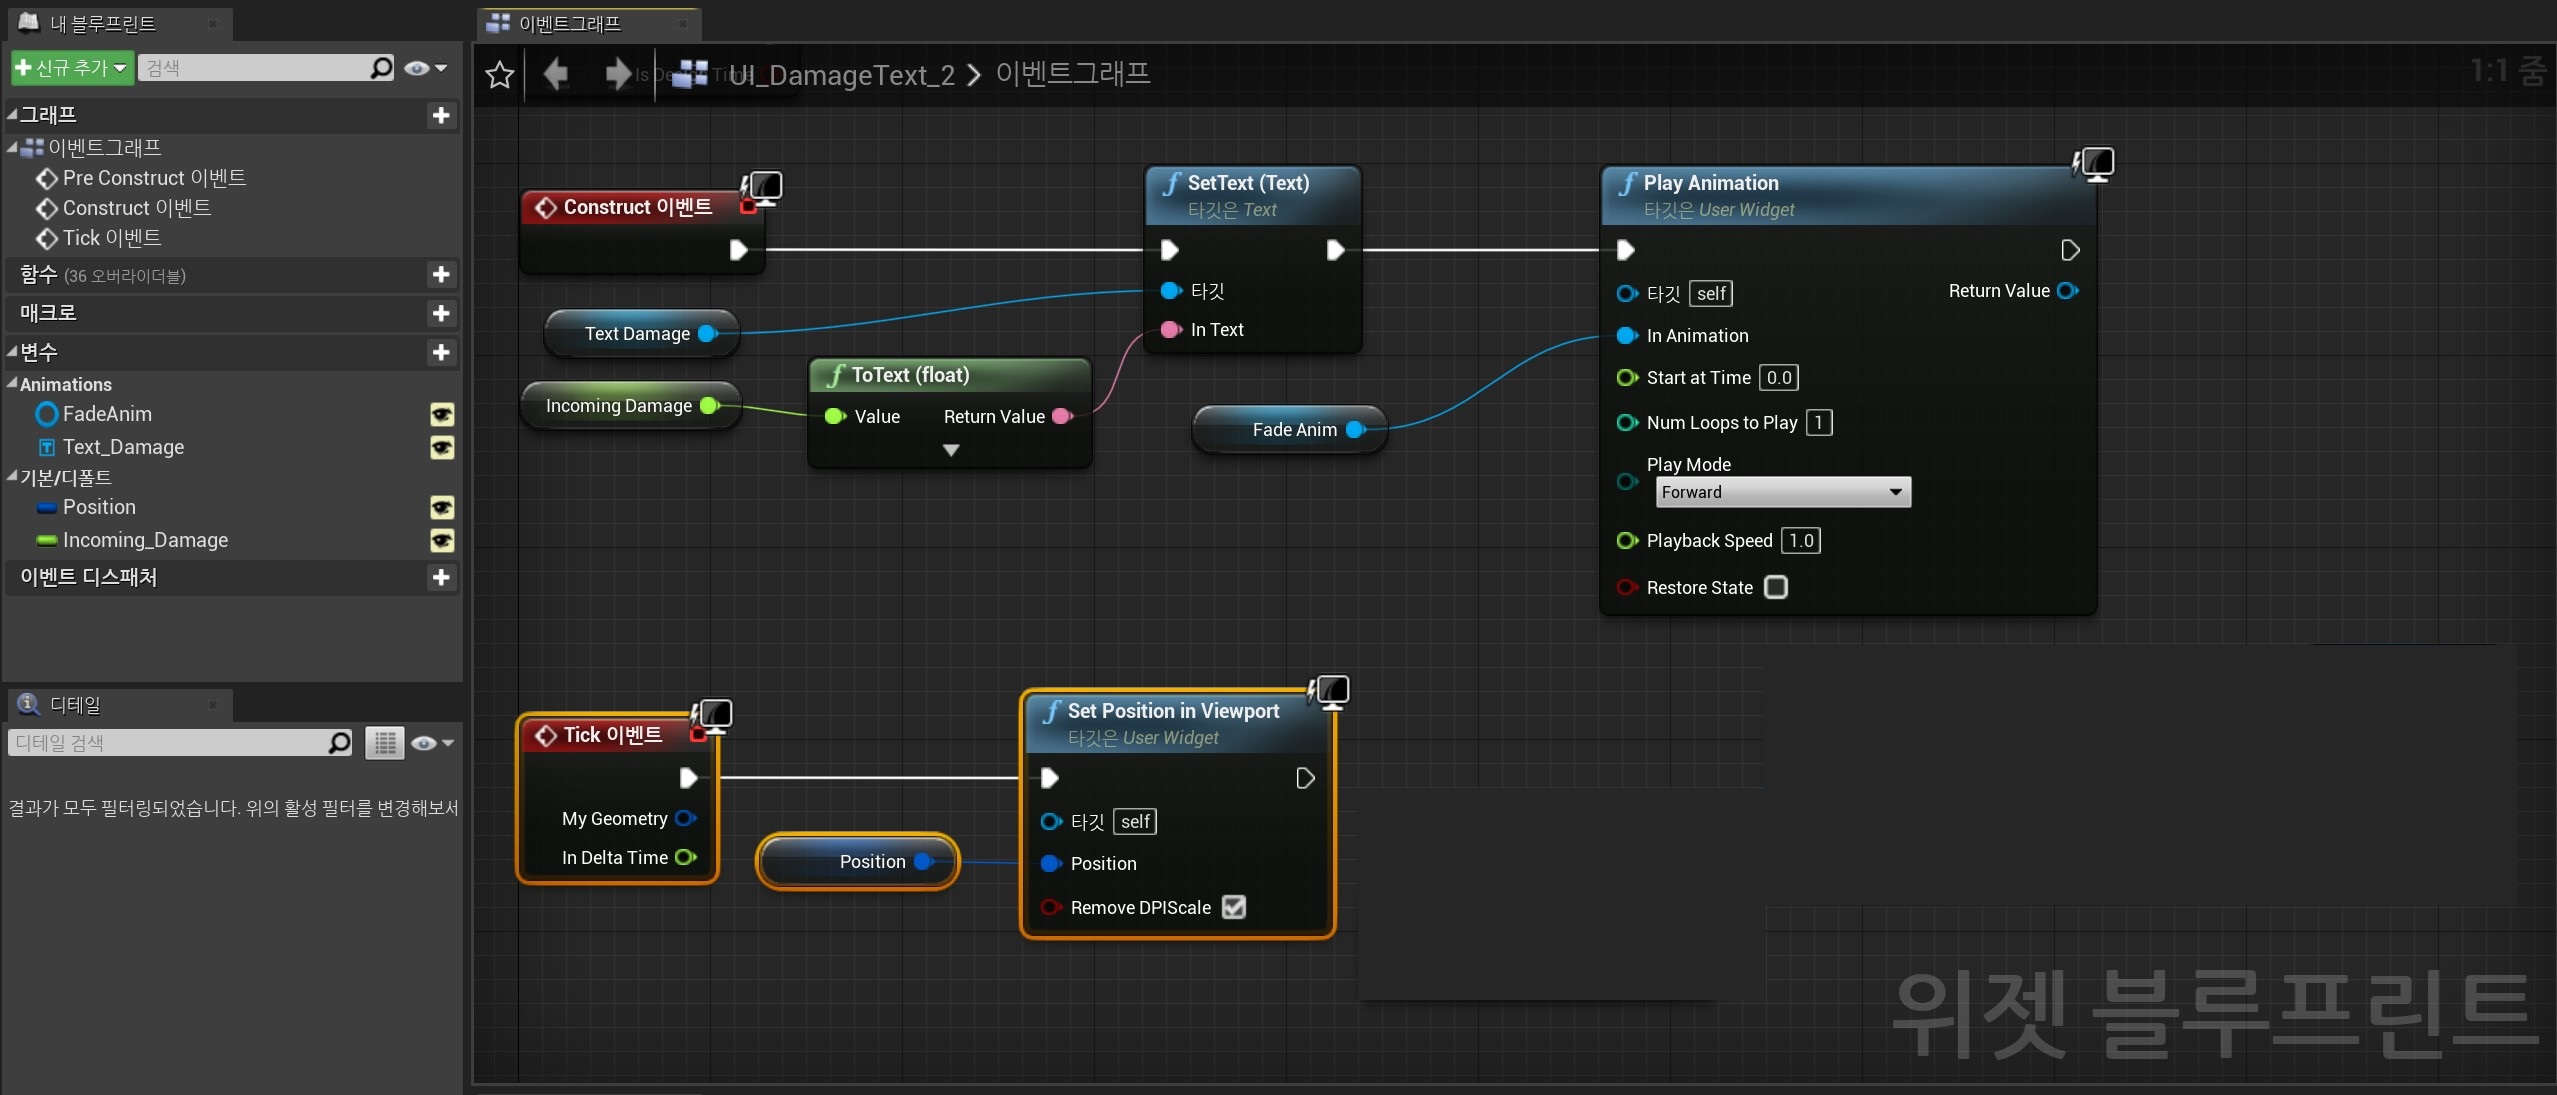 내 블루프린트
신규 추가
검색
그래프
이벤트그래프
Pre Construct 이벤트
Construct 이벤트
Tick 이벤트
함수 (36 오버라이더블)
매크로
변수
Animations
FadeAnim
Text_Damage
기본/디폴트
Position
Incoming_Damage
이벤트 디스패처
디테일
디테일 검색
결과가 모두 필터링되었습니다. 위의 활성 필터를 변경해보세
이벤트그래프
Is Design Time
UI_DamageText_2 > 이벤트그래프
1:1 줌
Construct 이벤트
Text Damage
Incoming Damage
ToText (float)
Value
Return Value
SetText (Text)
타깃은 Text
타깃
In Text
Fade Anim
Play Animation
타깃은 User Widget
타깃 self
Return Value
In Animation
Start at Time 0.0
Num Loops to Play 1
Play Mode
Forward
Playback Speed 1.0
Restore State
Tick 이벤트
My Geometry
In Delta Time
Position
Set Position in Viewport
타깃은 User Widget
타깃 self
Position
Remove DPIScale
위젯 블루프린트